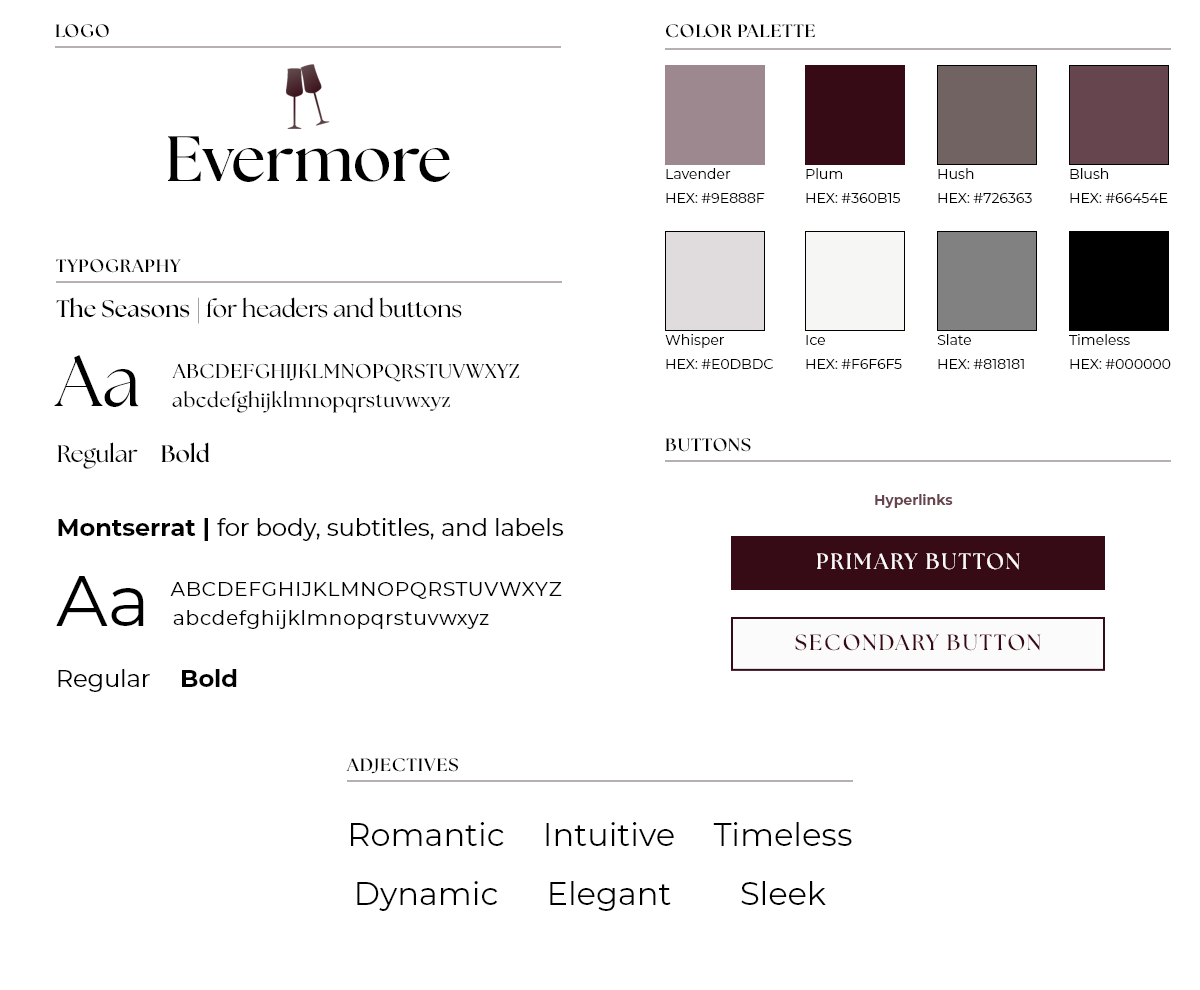 LOGO
Evermore
TYPOGRAPHY
The Seasons | for headers and buttons
Aa
ABCDEFGHIJKLMNOPQRSTUVWXYZ
abcdefghijklmnopqrstuvwxyz
Regular Bold
Montserrat | for body, subtitles, and labels
Aa
ABCDEFGHIJKLMNOPQRSTUVWXYZ
abcdefghijklmnopqrstuvwxyz
Regular Bold
COLOR PALETTE
Lavender Plum Hush Blush
HEX: #9E888F HEX: #360B15 HEX: #726363 HEX: #66454E
Whisper Ice Slate Timeless
HEX: #E0DBDC HEX: #F6F6F5 HEX: #818181 HEX: #000000
BUTTONS
Hyperlinks
PRIMARY BUTTON
SECONDARY BUTTON
ADJECTIVES
Romantic Intuitive Timeless
Dynamic Elegant Sleek